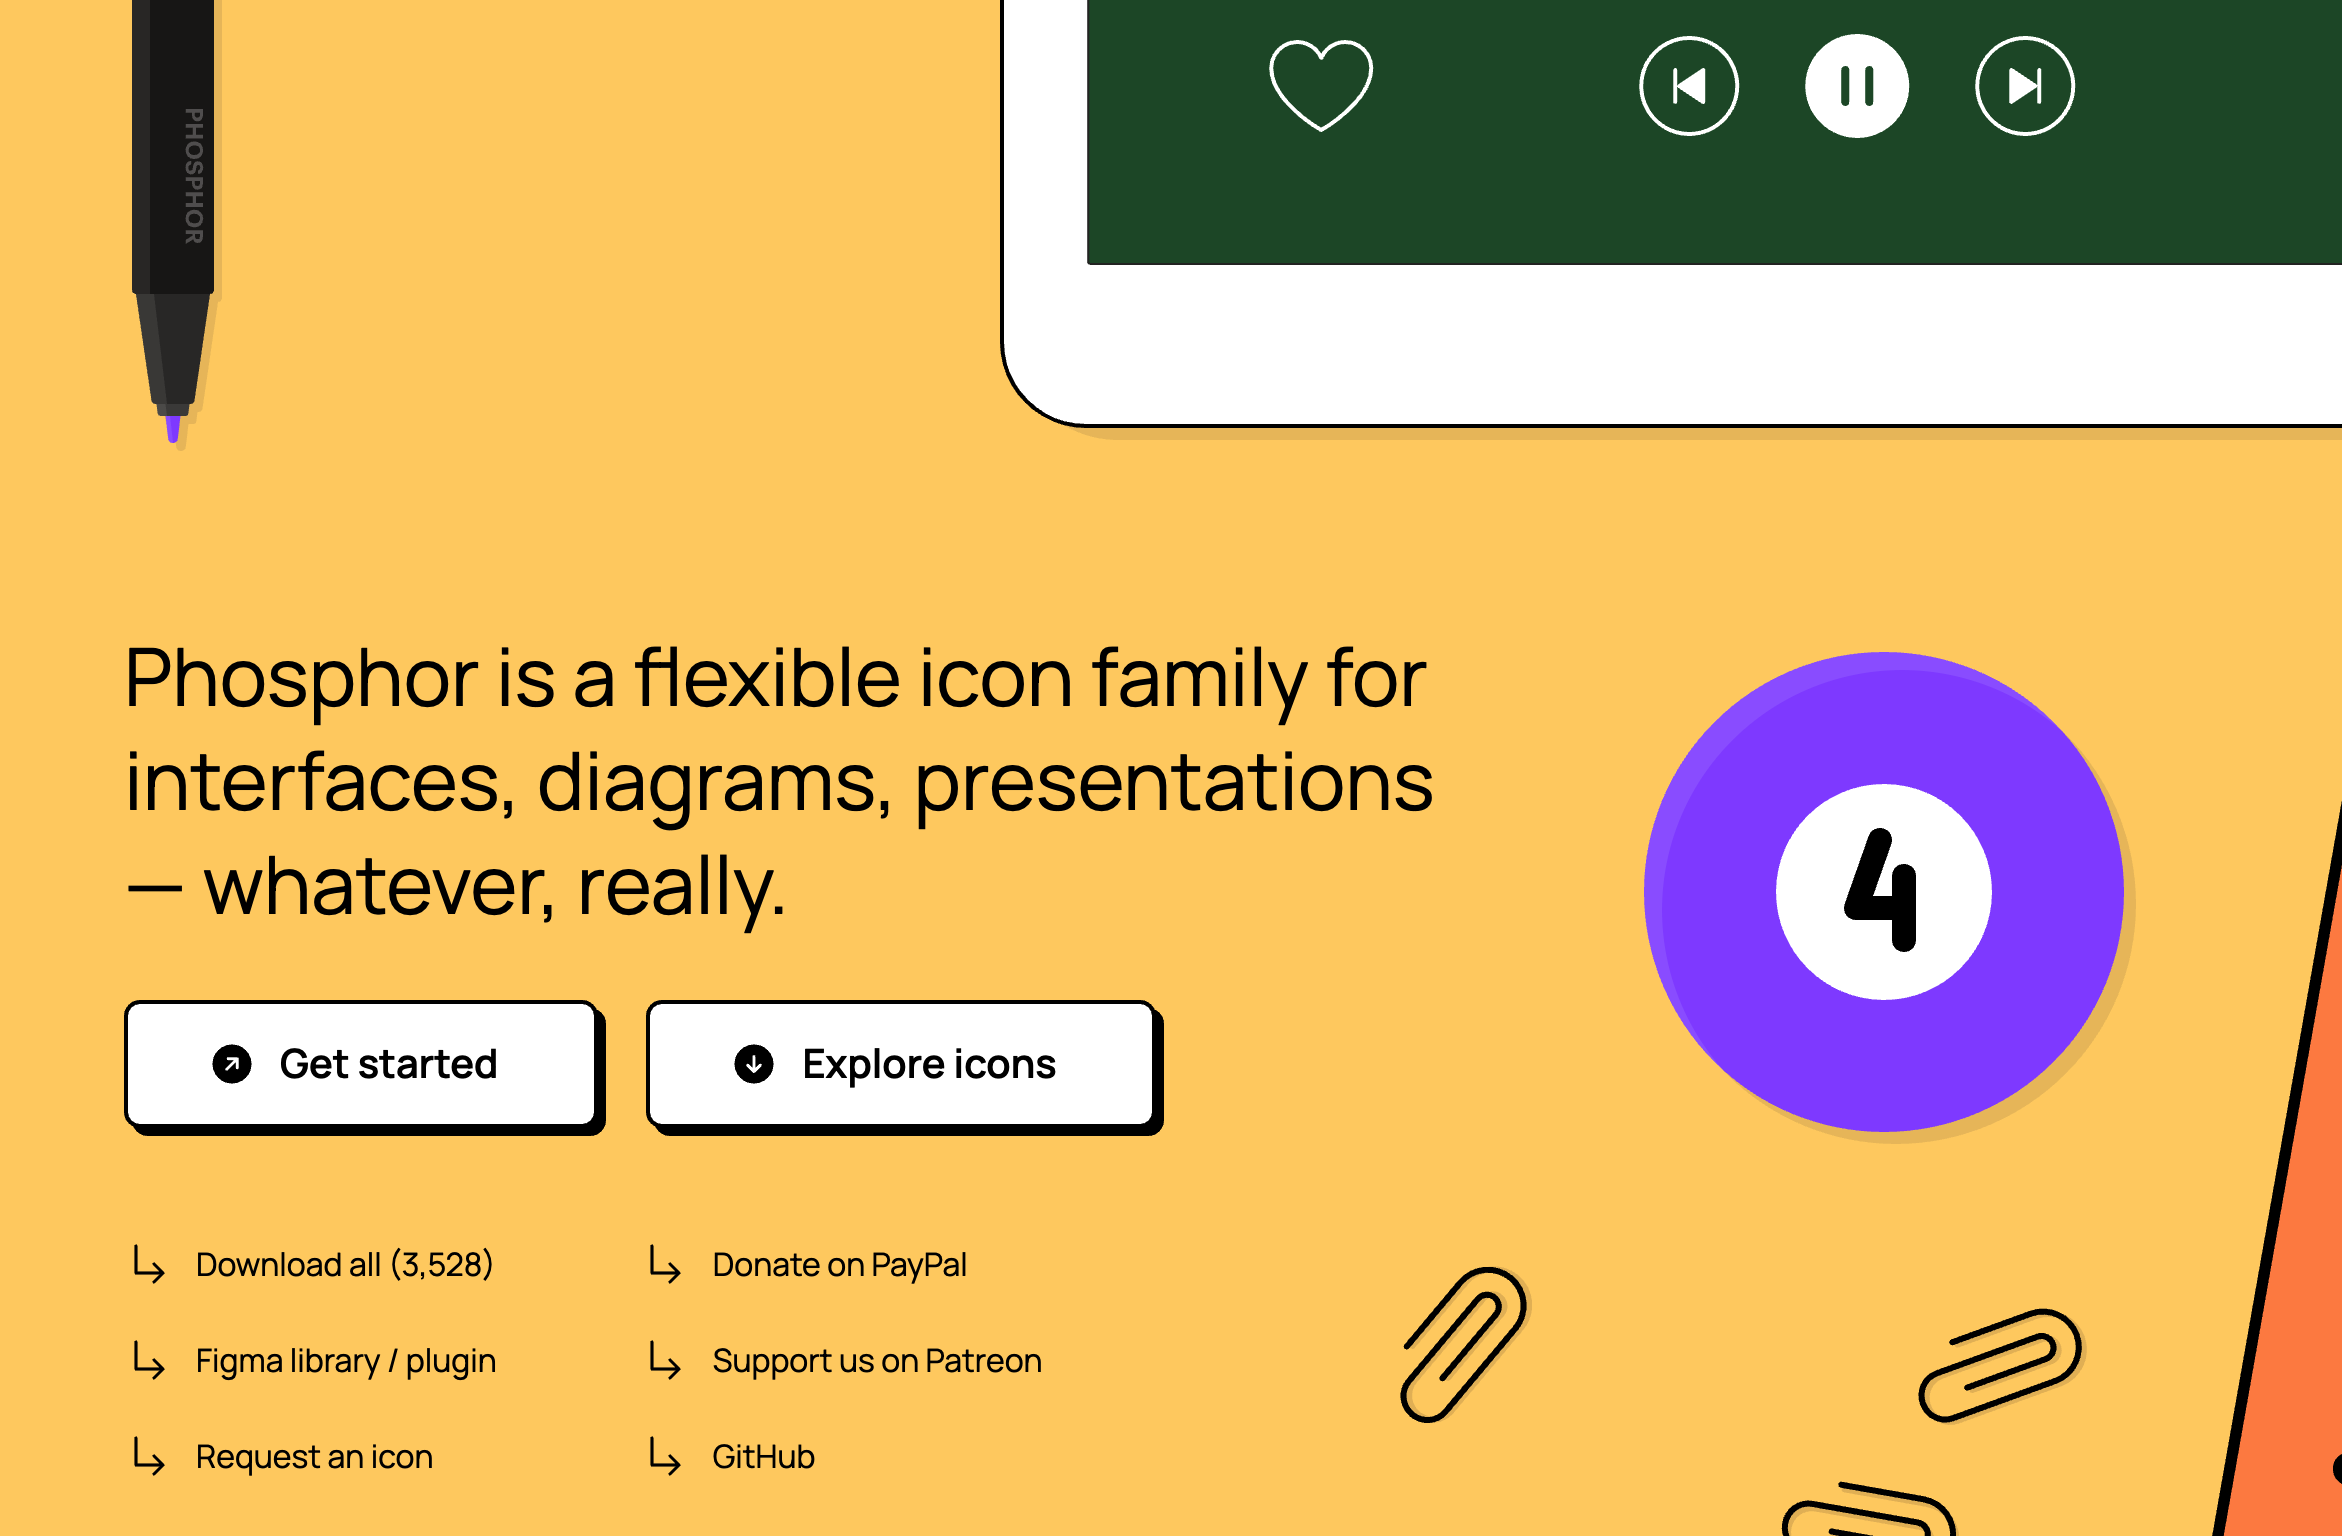 PHOSPHOR
Phosphor is a flexible icon family for
interfaces, diagrams, presentations
— whatever, really.
4
Get started
Explore icons
Download all (3,528)
Donate on PayPal
Figma library / plugin
Support us on Patreon
Request an icon
GitHub